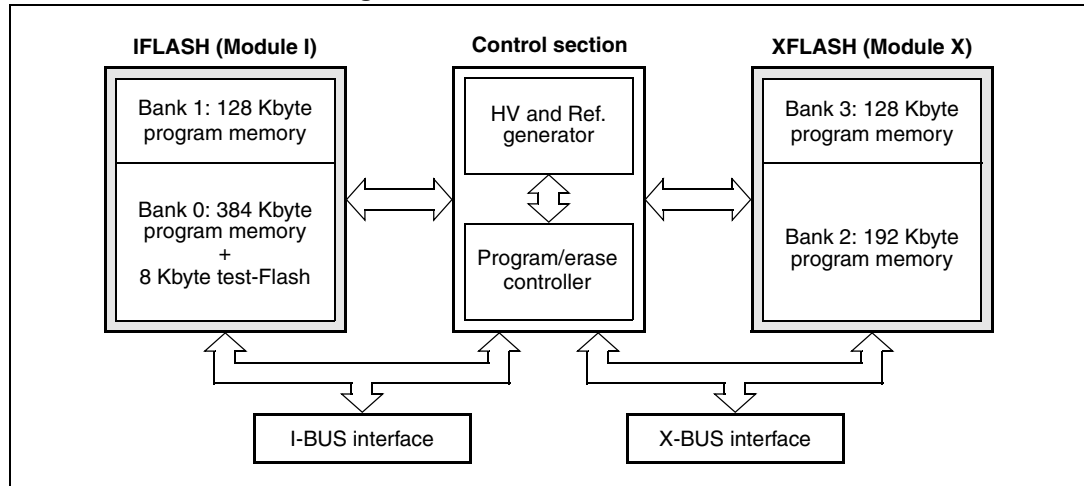 IFLASH (Module I)
Bank 1: 128 Kbyte
program memory
Bank 0: 384 Kbyte
program memory
+
8 Kbyte test-Flash
Control section
HV and Ref.
generator
Program/erase
controller
XFLASH (Module X)
Bank 3: 128 Kbyte
program memory
Bank 2: 192 Kbyte
program memory
I-BUS interface
X-BUS interface